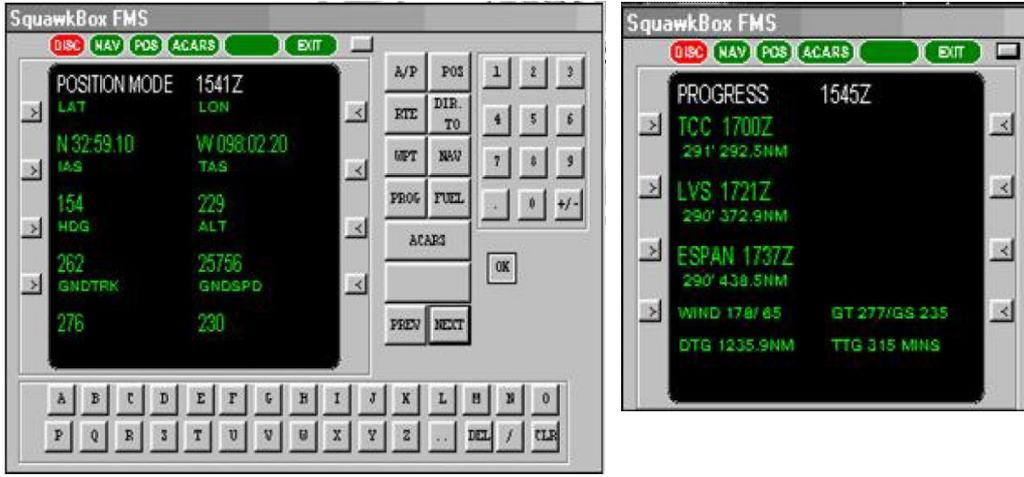 SquawkBox FMS
DISC NAV POS ACARS EXIT
POSITION MODE 1541Z
LAT LON
N 32:59.10 W 098:02.20
IAS TAS
154 229
HDG ALT
262 25756
GNDTRK GNDSPD
276 230
A/P POS
RTE DIR. TO
WPT NAV
PROG FUEL
ACARS
PREV NEXT
1 2 3
4 5 6
7 8 9
. 0 +/-
OK
A B C D E F G H I J K L M N O
P Q R S T U V W X Y Z .. DEL / CLR
SquawkBox FMS
DISC NAV POS ACARS EXIT
PROGRESS 1545Z
TCC 1700Z
291' 292.5NM
LVS 1721Z
290' 372.9NM
ESPAN 1737Z
290' 438.5NM
WIND 178/ 65 GT 277/GS 235
DTG 1235.9NM TTG 315 MINS